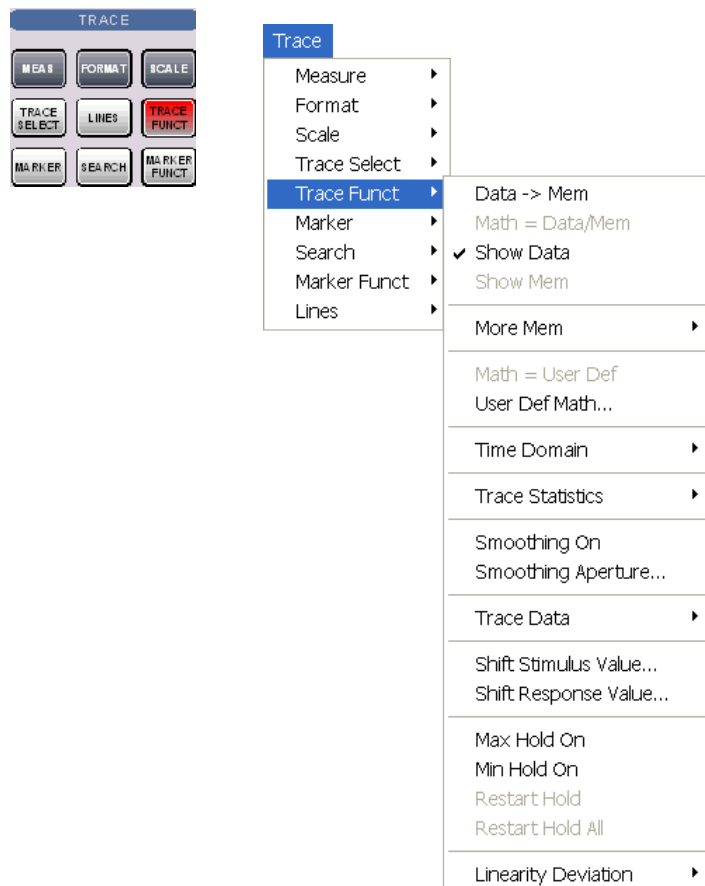 TRACE
MEAS FORMAT SCALE
TRACE SELECT LINES TRACE FUNCT
MARKER SEARCH MARKER FUNCT
Trace
Measure
Format
Scale
Trace Select
Trace Funct
Marker
Search
Marker Funct
Lines
Data -> Mem
Math = Data/Mem
Show Data
Show Mem
More Mem
Math = User Def
User Def Math...
Time Domain
Trace Statistics
Smoothing On
Smoothing Aperture...
Trace Data
Shift Stimulus Value...
Shift Response Value...
Max Hold On
Min Hold On
Restart Hold
Restart Hold All
Linearity Deviation